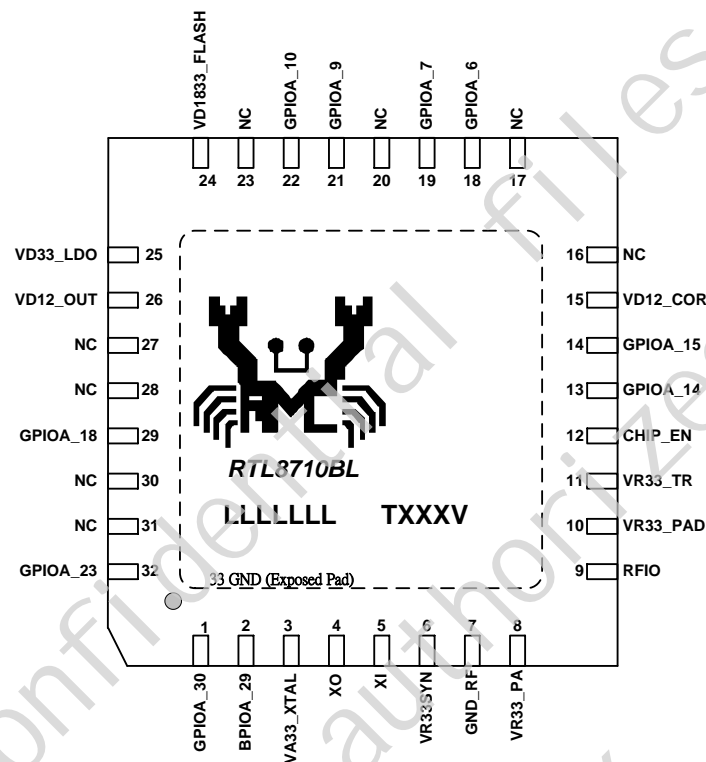 VD1833_FLASH
NC
GPIOA_10
GPIOA_9
NC
GPIOA_7
GPIOA_6
NC
24
23
22
21
20
19
18
17
VD33_LDO 25
VD12_OUT 26
NC 27
NC 28
GPIOA_18 29
NC 30
NC 31
GPIOA_23 32
16 NC
15 VD12_COR
14 GPIOA_15
13 GPIOA_14
12 CHIP_EN
11 VR33_TR
10 VR33_PAD
9 RFIO
RTL8710BL
LLLLLLL TXXXV
33 GND (Exposed Pad)
1
2
3
4
5
6
7
8
GPIOA_30
BPIOA_29
VA33_XTAL
XO
XI
VR33SYN
GND_RF
VR33_PA
onfidential files
authorize